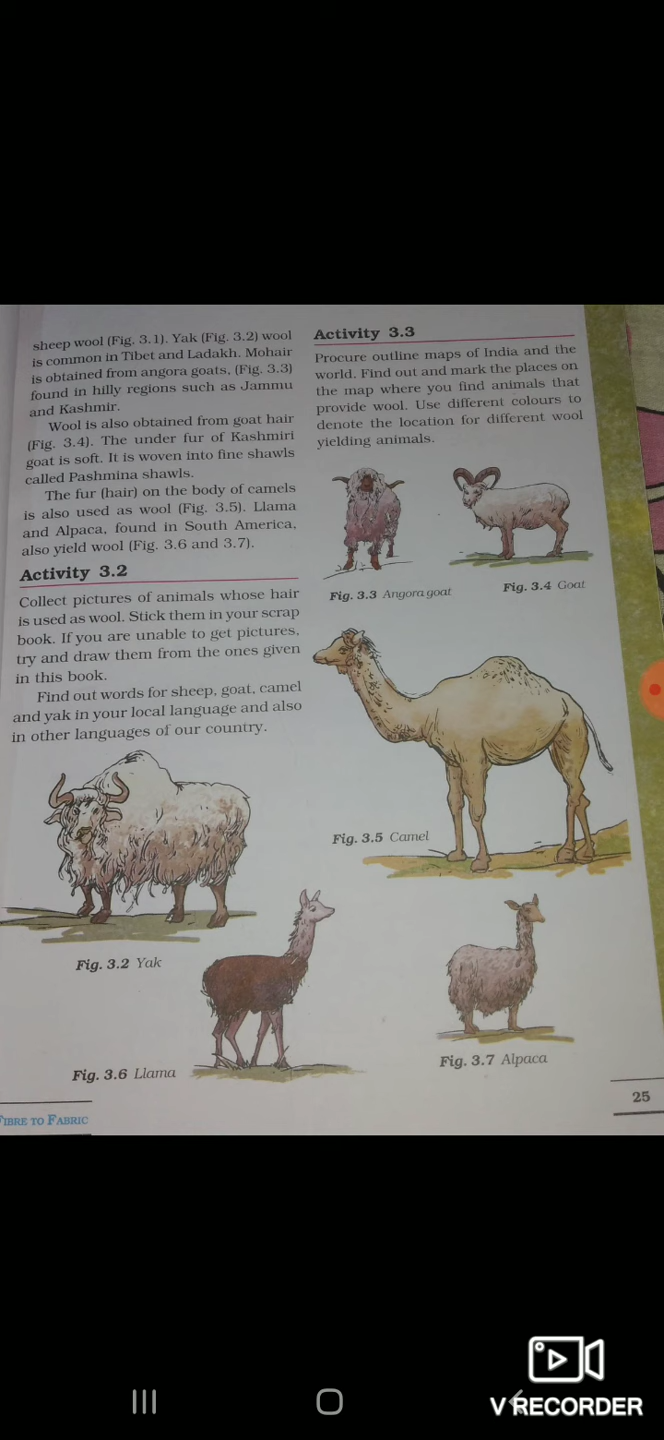 sheep wool (Fig. 3.1). Yak (Fig. 3.2) wool
is common in Tibet and Ladakh. Mohair
is obtained from angora goats, (Fig. 3.3)
found in hilly regions such as Jammu
and Kashmir.
Wool is also obtained from goat hair
(Fig. 3.4). The under fur of Kashmiri
goat is soft. It is woven into fine shawls
called Pashmina shawls.
The fur (hair) on the body of camels
is also used as wool (Fig. 3.5). Llama
and Alpaca, found in South America,
also yield wool (Fig. 3.6 and 3.7).
Activity 3.2
Collect pictures of animals whose hair
is used as wool. Stick them in your scrap
book. If you are unable to get pictures,
try and draw them from the ones given
in this book.
Find out words for sheep, goat, camel
and yak in your local language and also
in other languages of our country.
Activity 3.3
Procure outline maps of India and the
world. Find out and mark the places on
the map where you find animals that
provide wool. Use different colours to
denote the location for different wool
yielding animals.
Fig. 3.3 Angora goat
Fig. 3.4 Goat
Fig. 3.5 Camel
Fig. 3.2 Yak
Fig. 3.6 Llama
Fig. 3.7 Alpaca
FIBRE TO FABRIC
25
V RECORDER